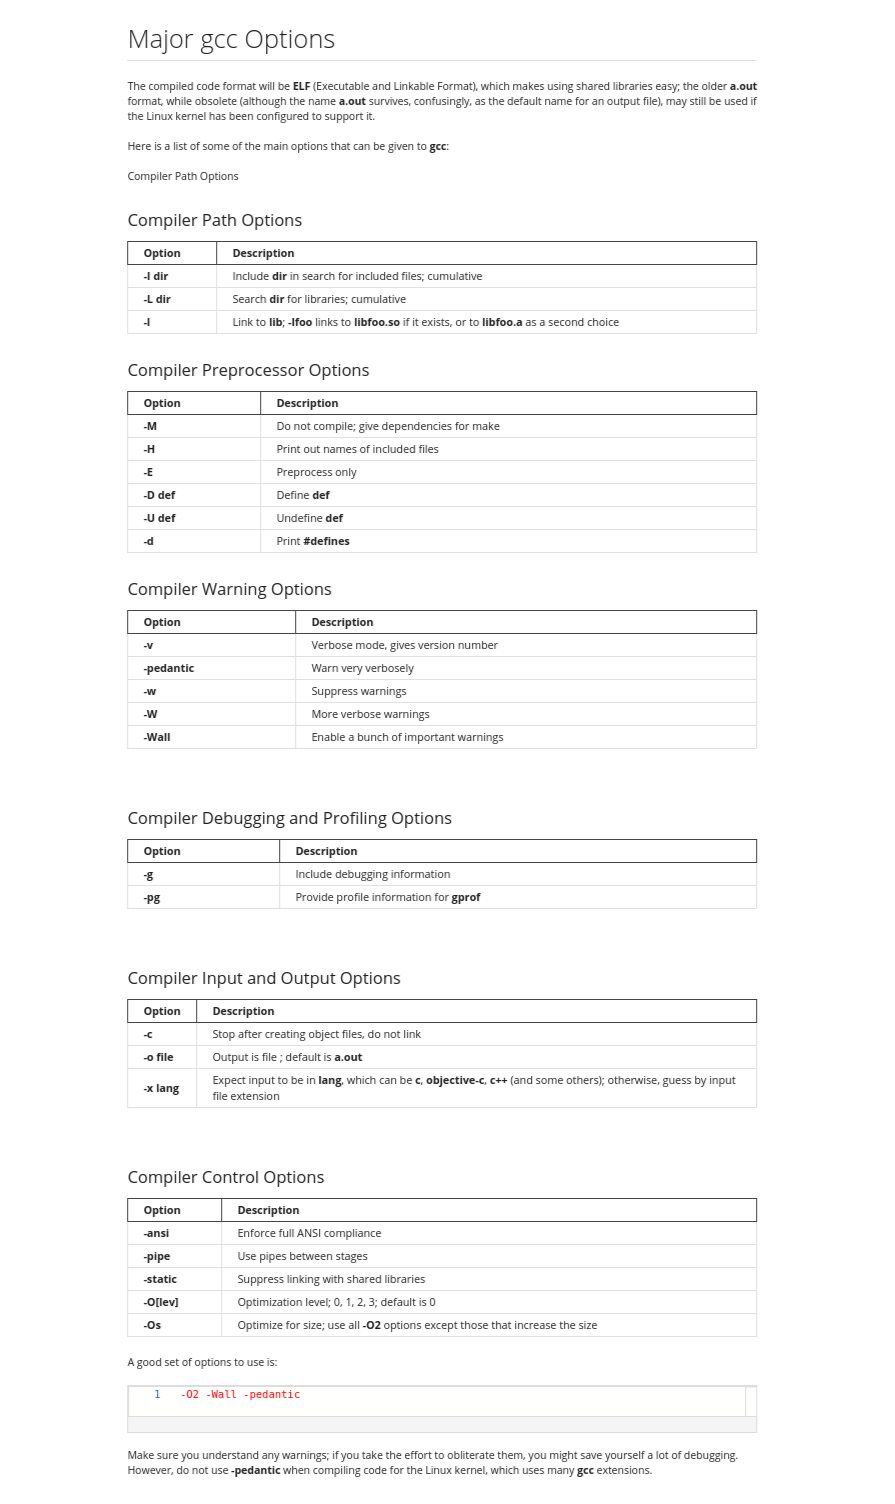 Major gcc Options
The compiled code format will be ELF (Executable and Linkable Format), which makes using shared libraries easy; the older a.out
format, while obsolete (although the name a.out survives, confusingly, as the default name for an output file), may still be used if
the Linux kernel has been configured to support it.
Here is a list of some of the main options that can be given to gcc:
Compiler Path Options
Compiler Path Options
Option Description
-I dir Include dir in search for included files; cumulative
-L dir Search dir for libraries; cumulative
-l Link to lib; -lfoo links to libfoo.so if it exists, or to libfoo.a as a second choice
Compiler Preprocessor Options
Option Description
-M Do not compile; give dependencies for make
-H Print out names of included files
-E Preprocess only
-D def Define def
-U def Undefine def
-d Print #defines
Compiler Warning Options
Option Description
-v Verbose mode, gives version number
-pedantic Warn very verbosely
-w Suppress warnings
-W More verbose warnings
-Wall Enable a bunch of important warnings
Compiler Debugging and Profiling Options
Option Description
-g Include debugging information
-pg Provide profile information for gprof
Compiler Input and Output Options
Option Description
-c Stop after creating object files, do not link
-o file Output is file ; default is a.out
-x lang Expect input to be in lang, which can be c, objective-c, c++ (and some others); otherwise, guess by input
file extension
Compiler Control Options
Option Description
-ansi Enforce full ANSI compliance
-pipe Use pipes between stages
-static Suppress linking with shared libraries
-O[lev] Optimization level; 0, 1, 2, 3; default is 0
-Os Optimize for size; use all -O2 options except those that increase the size
A good set of options to use is:
1 -O2 -Wall -pedantic
Make sure you understand any warnings; if you take the effort to obliterate them, you might save yourself a lot of debugging.
However, do not use -pedantic when compiling code for the Linux kernel, which uses many gcc extensions.